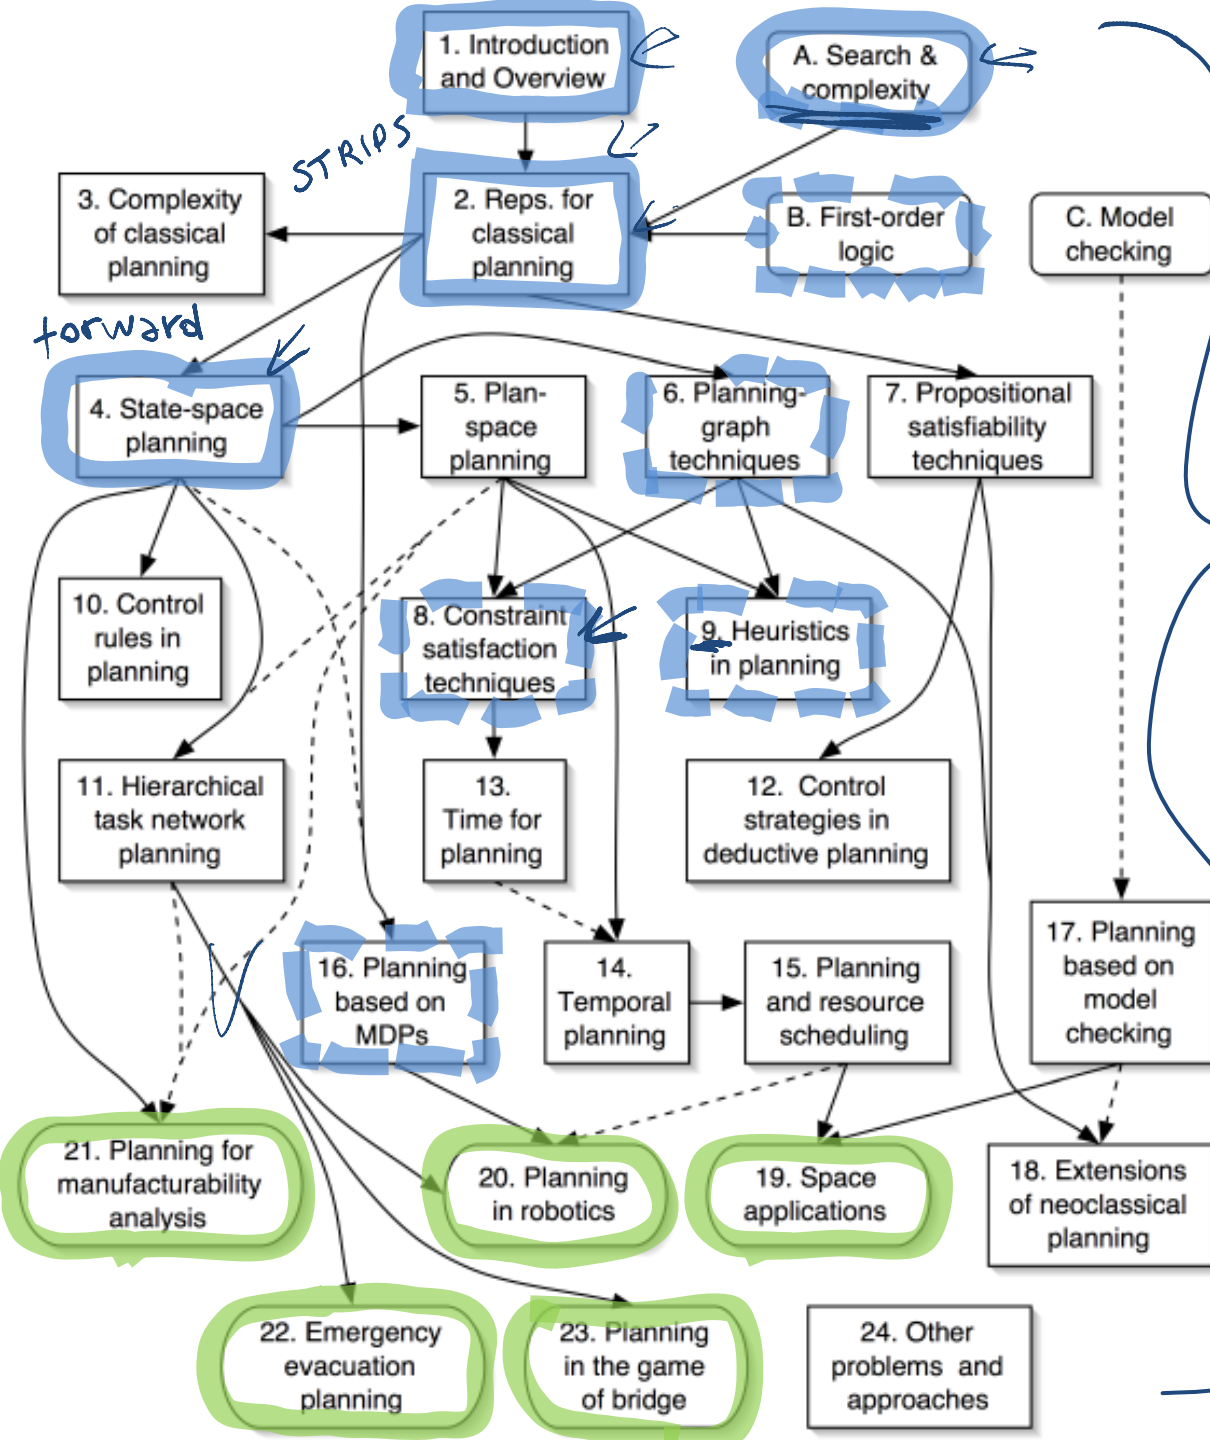 1. Introduction
and Overview
A. Search &
complexity
STRIPS
3. Complexity
of classical
planning
2. Reps. for
classical
planning
B. First-order
logic
C. Model
checking
forward
4. State-space
planning
5. Plan-
space
planning
6. Planning-
graph
techniques
7. Propositional
satisfiability
techniques
10. Control
rules in
planning
8. Constraint
satisfaction
techniques
9. Heuristics
in planning
11. Hierarchical
task network
planning
13.
Time for
planning
12. Control
strategies in
deductive planning
16. Planning
based on
MDPs
14.
Temporal
planning
15. Planning
and resource
scheduling
17. Planning
based on
model
checking
21. Planning for
manufacturability
analysis
20. Planning
in robotics
19. Space
applications
18. Extensions
of neoclassical
planning
22. Emergency
evacuation
planning
23. Planning
in the game
of bridge
24. Other
problems and
approaches